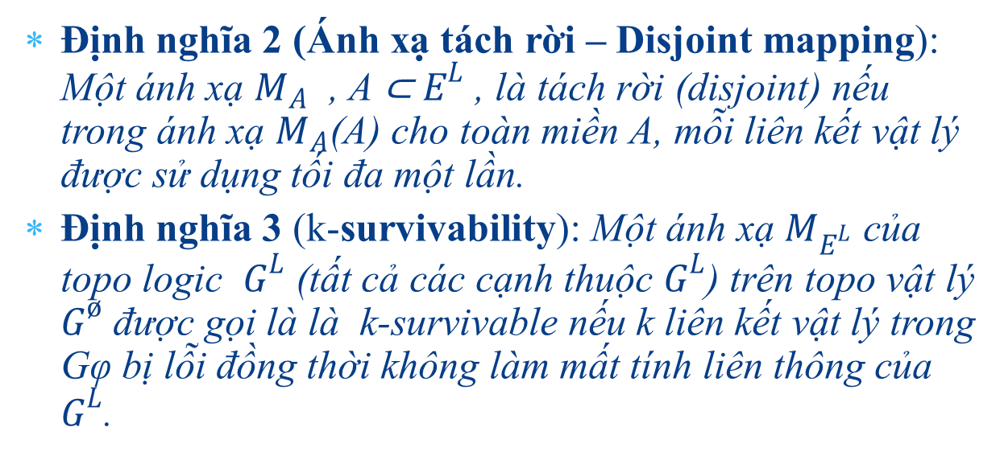 * Định nghĩa 2 (Ánh xạ tách rời – Disjoint mapping):
Một ánh xạ M_A , A ⊂ E^L , là tách rời (disjoint) nếu
trong ánh xạ M_A(A) cho toàn miền A, mỗi liên kết vật lý
được sử dụng tối đa một lần.
* Định nghĩa 3 (k-survivability): Một ánh xạ M_{E^L} của
topo logic G^L (tất cả các cạnh thuộc G^L) trên topo vật lý
G^ø được gọi là là k-survivable nếu k liên kết vật lý trong
Gφ bị lỗi đồng thời không làm mất tính liên thông của
G^L.